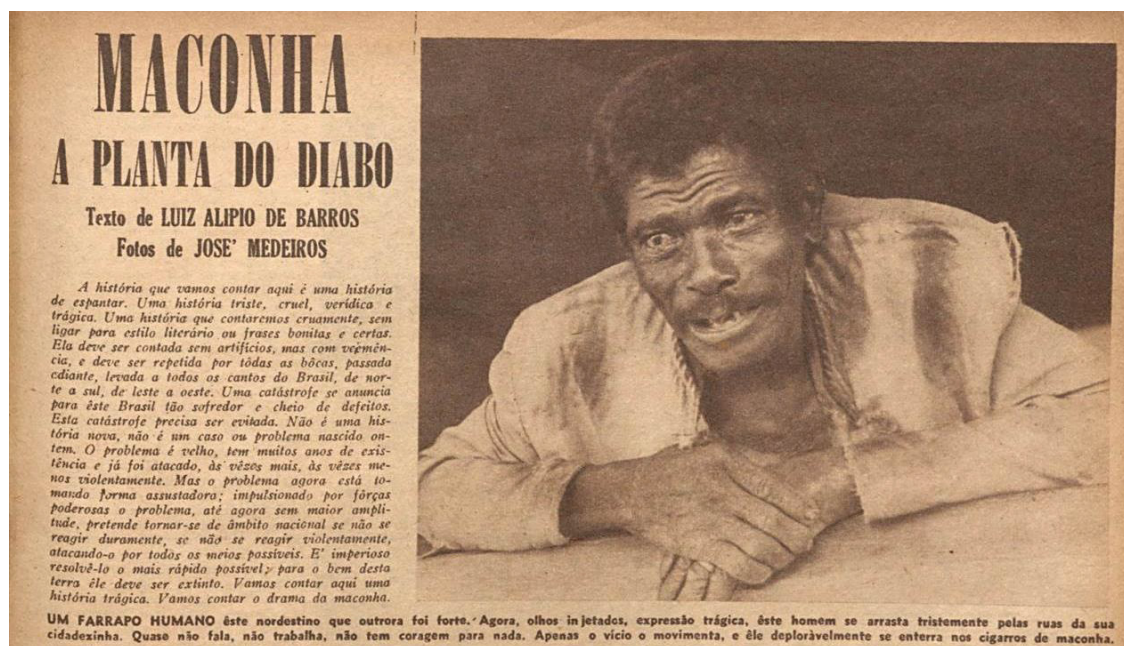 MACONHA
A PLANTA DO DIABO
Texto de LUIZ ALIPIO DE BARROS
Fotos de JOSE' MEDEIROS
A história que vamos contar aqui é uma história
de espantar. Uma história triste, cruel, verídica e
trágica. Uma história que contaremos cruamente, sem
ligar para estilo literário ou frases bonitas e certas.
Ela deve ser contada sem artifícios, mas com veemên-
cia, e deve ser repetida por tôdas as bôcas, passada
adiante, levada a todos os cantos do Brasil, de nor-
te a sul, de leste a oeste. Uma catástrofe se anuncia
para êste Brasil tão sofredor e cheio de defeitos.
Esta catástrofe precisa ser evitada. Não é uma his-
tória nova, não é um caso ou problema nascido on-
tem. O problema é velho, tem muitos anos de exis-
tência e já foi atacado, às vêzes mais, às vêzes me-
nos violentamente. Mas o problema agora está to-
mando forma assustadora; impulsionado por fôrças
poderosas o problema, até agora sem maior ampli-
tude, pretende tornar-se de âmbito nacional se não se
reagir duramente, se não se reagir violentamente,
atacando-o por todos os meios possíveis. E' imperioso
resolvê-lo o mais rápido possível; para o bem desta
terra êle deve ser extinto. Vamos contar aqui uma
história trágica. Vamos contar o drama da maconha.
UM FARRAPO HUMANO êste nordestino que outrora foi forte. Agora, olhos injetados, expressão trágica, êste homem se arrasta tristemente pelas ruas da sua
cidadezinha. Quase não fala, não trabalha, não tem coragem para nada. Apenas o vício o movimenta, e êle deploràvelmente se enterra nos cigarros de maconha.